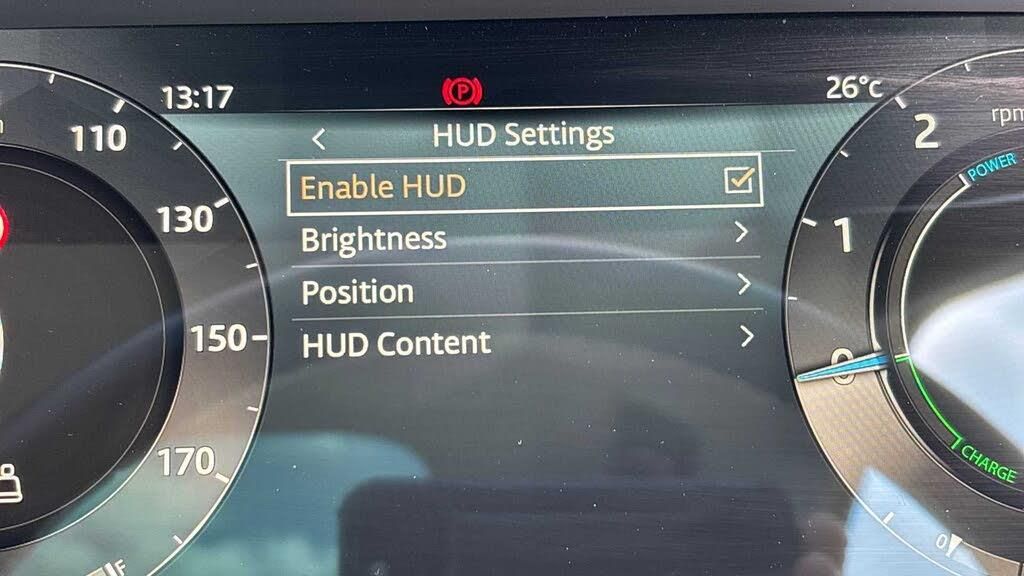 13:17
P
26°C
HUD Settings
Enable HUD
Brightness
Position
HUD Content
110
130
150
170
F
2
1
0
rpm
POWER
CHARGE
0